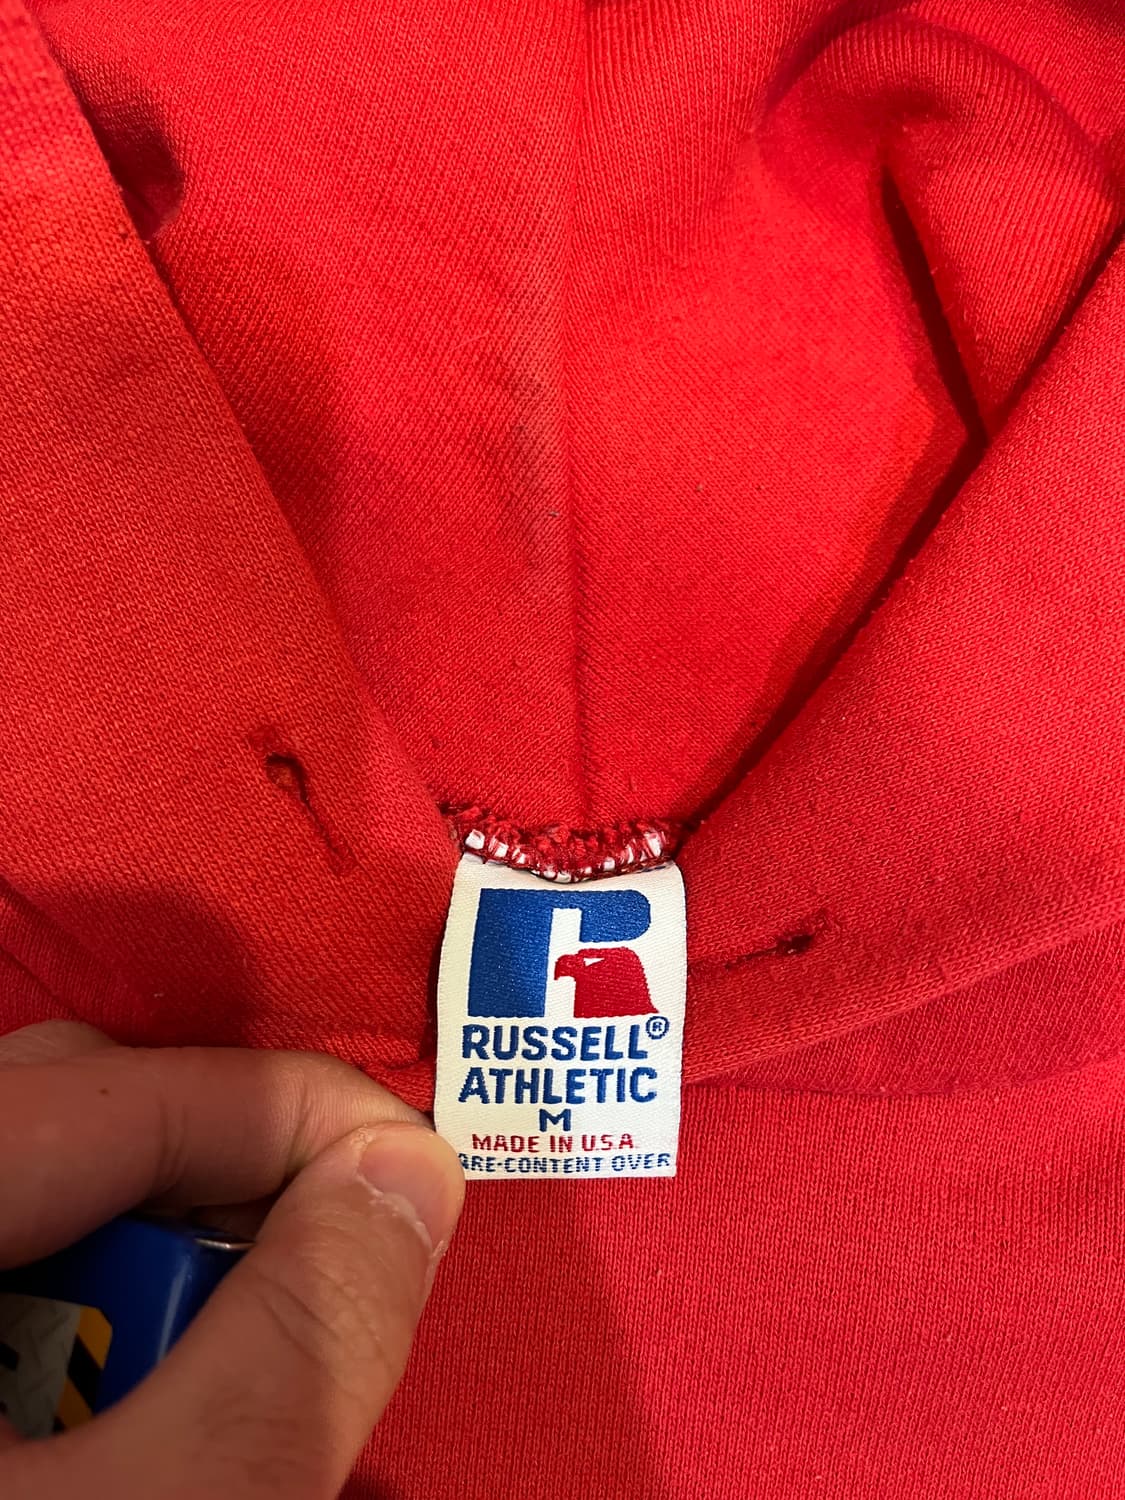 R
RUSSELL®
ATHLETIC
M
MADE IN U.S.A.
ARE-CONTENT OVER